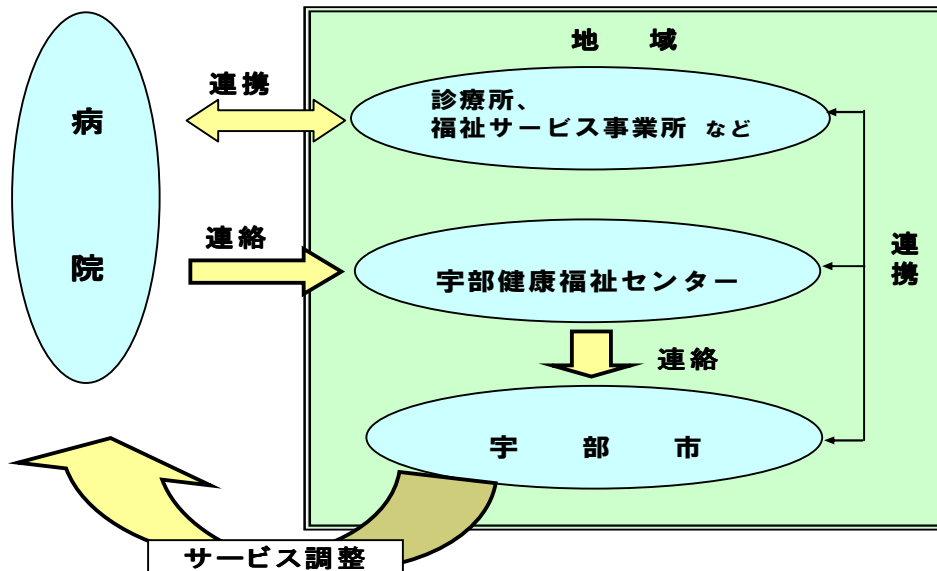 地 域
病院
連携
診療所、
福祉サービス事業所 など
連絡
宇部健康福祉センター
連携
連絡
宇 部 市
サービス調整